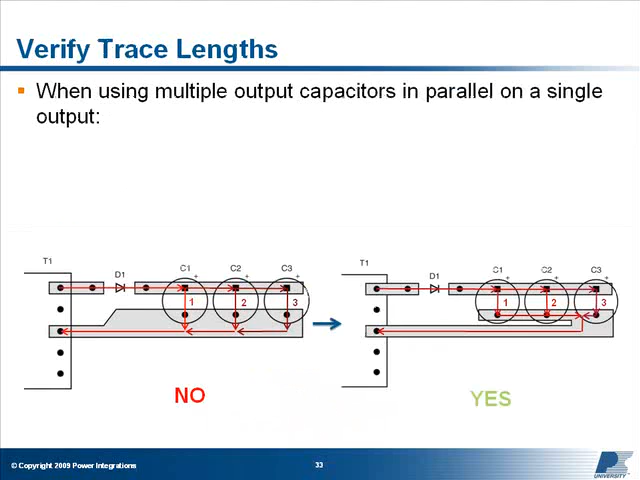 Verify Trace Lengths
When using multiple output capacitors in parallel on a single
output:
T1
D1
C1
+
C2
+
C3
+
1
2
3
NO
T1
D1
C1
+
C2
+
C3
+
1
2
3
YES
© Copyright 2009 Power Integrations
33
UNIVERSITY